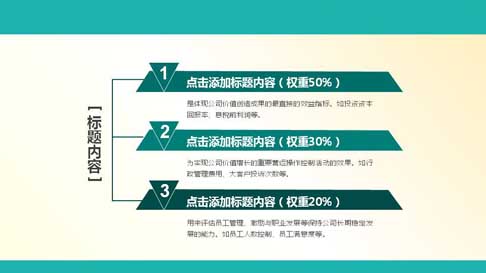 [标题内容]
1
点击添加标题内容（权重50%）
是体现公司价值创造成果的最直接的效益指标。如投资资本
回报率、息税前利润等。
2
点击添加标题内容（权重30%）
为实现公司价值增长的重要营运操作控制活动的效果。如行
政管理费用、大客户投诉次数等。
3
点击添加标题内容（权重20%）
用来评估员工管理、激励与职业发展等保持公司长期稳定发
展的能力。如员工人数控制、员工满意度等。